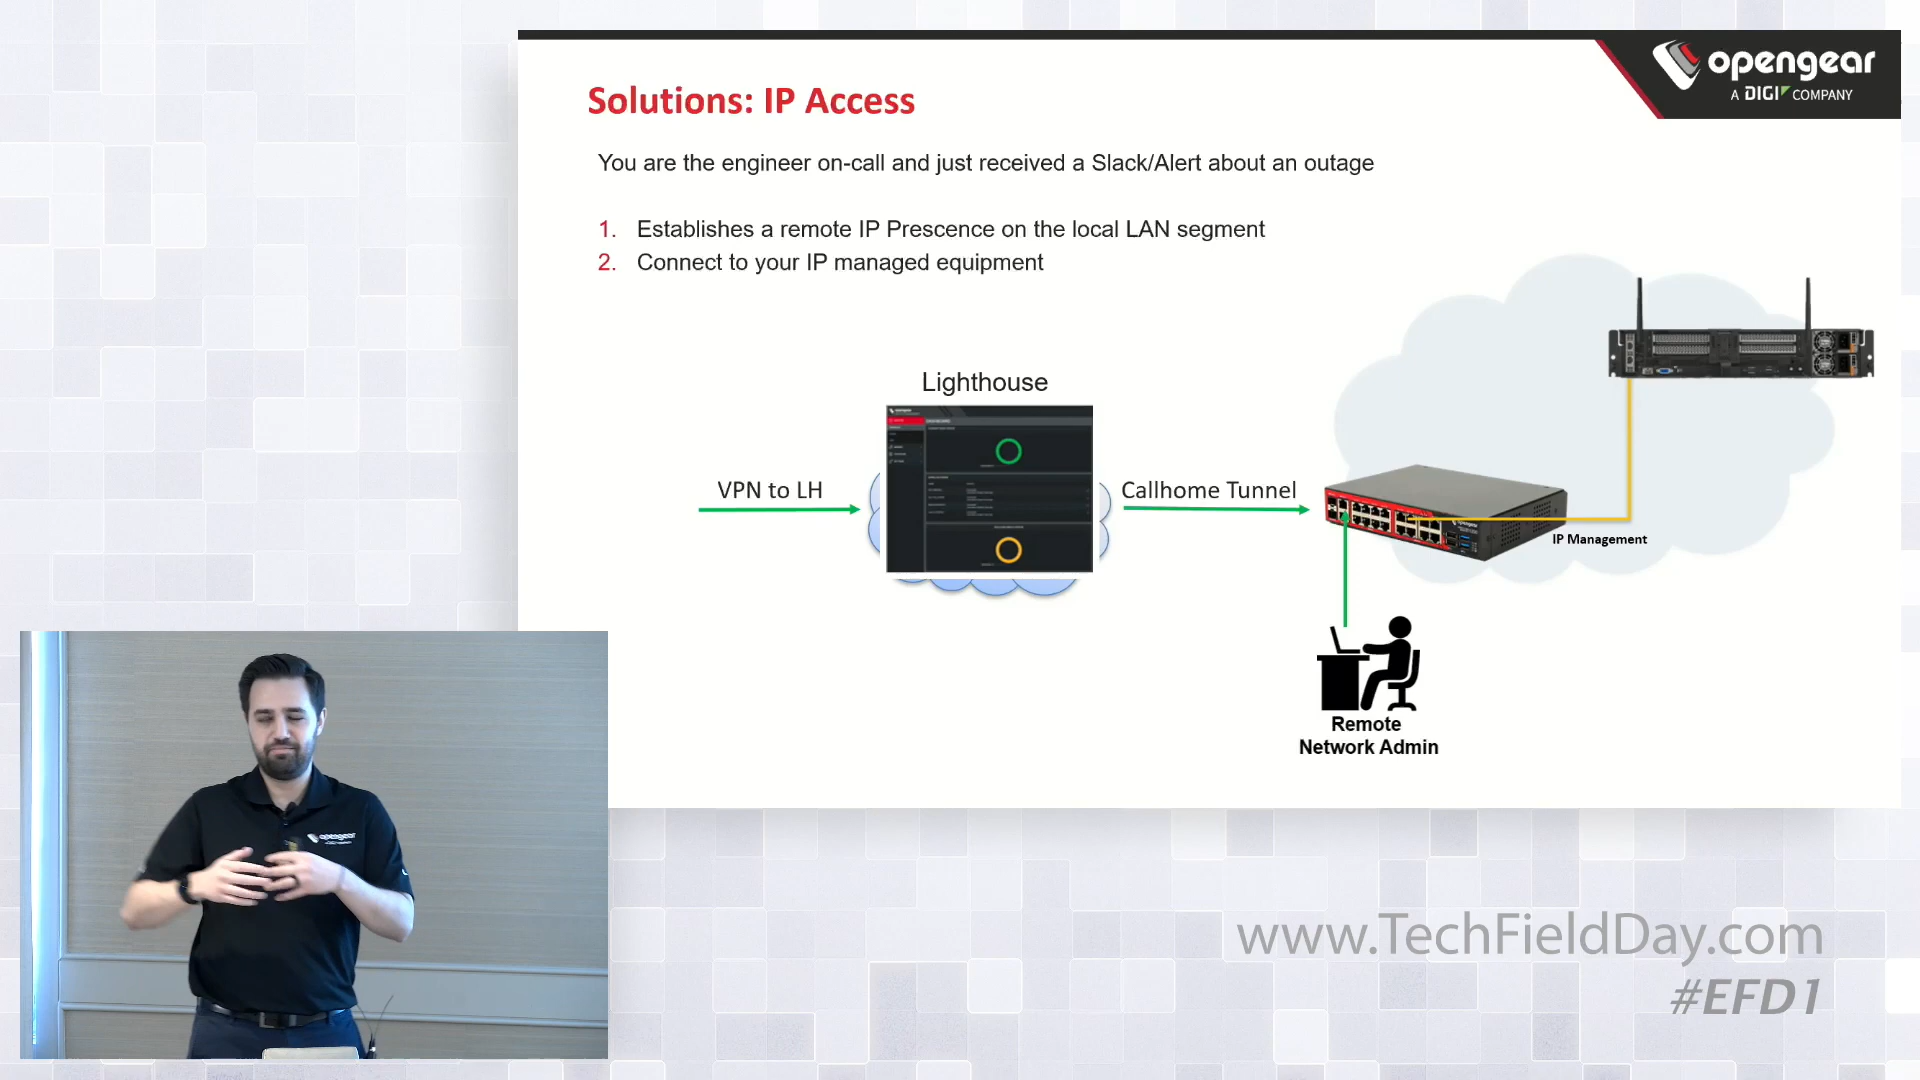 opengear
A DIGI COMPANY
Solutions: IP Access
You are the engineer on-call and just received a Slack/Alert about an outage
1. Establishes a remote IP Prescence on the local LAN segment
2. Connect to your IP managed equipment
Lighthouse
VPN to LH
Callhome Tunnel
IP Management
Remote
Network Admin
opengear
www.TechFieldDay.com
#EFD1